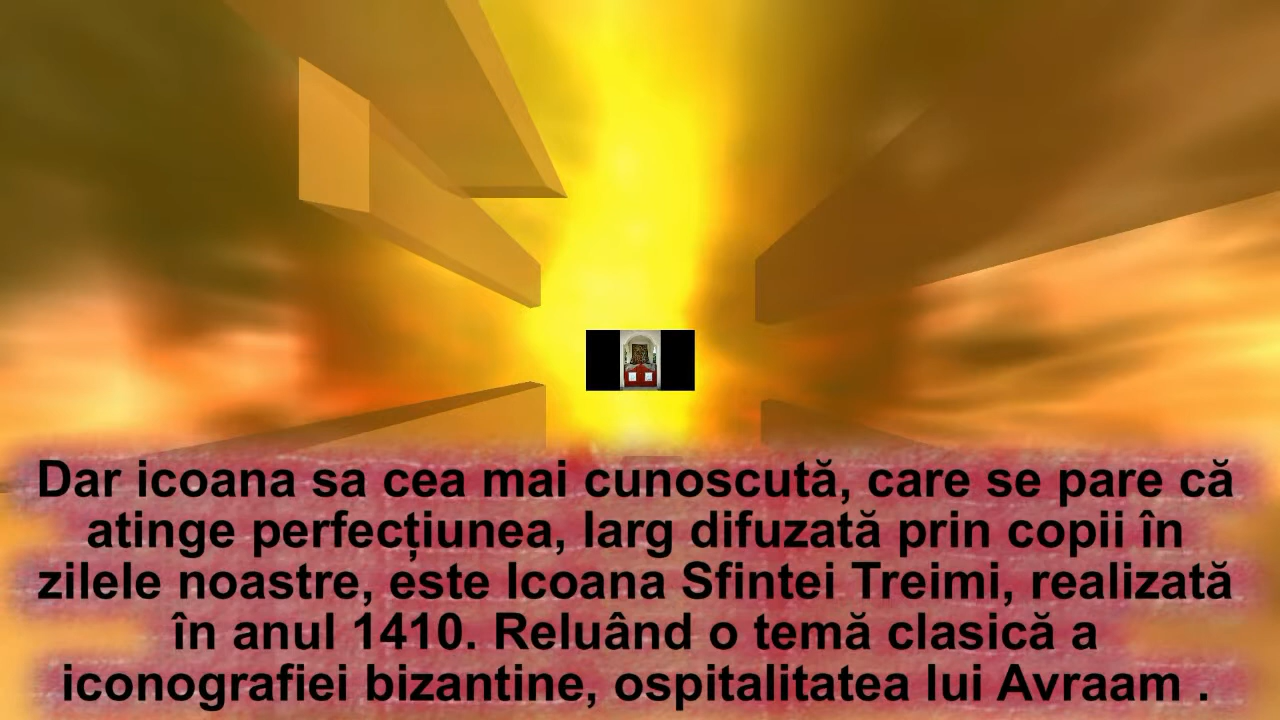 Dar icoana sa cea mai cunoscută, care se pare că
atinge perfecțiunea, larg difuzată prin copii în
zilele noastre, este Icoana Sfintei Treimi, realizată
în anul 1410. Reluând o temă clasică a
iconografiei bizantine, ospitalitatea lui Avraam .